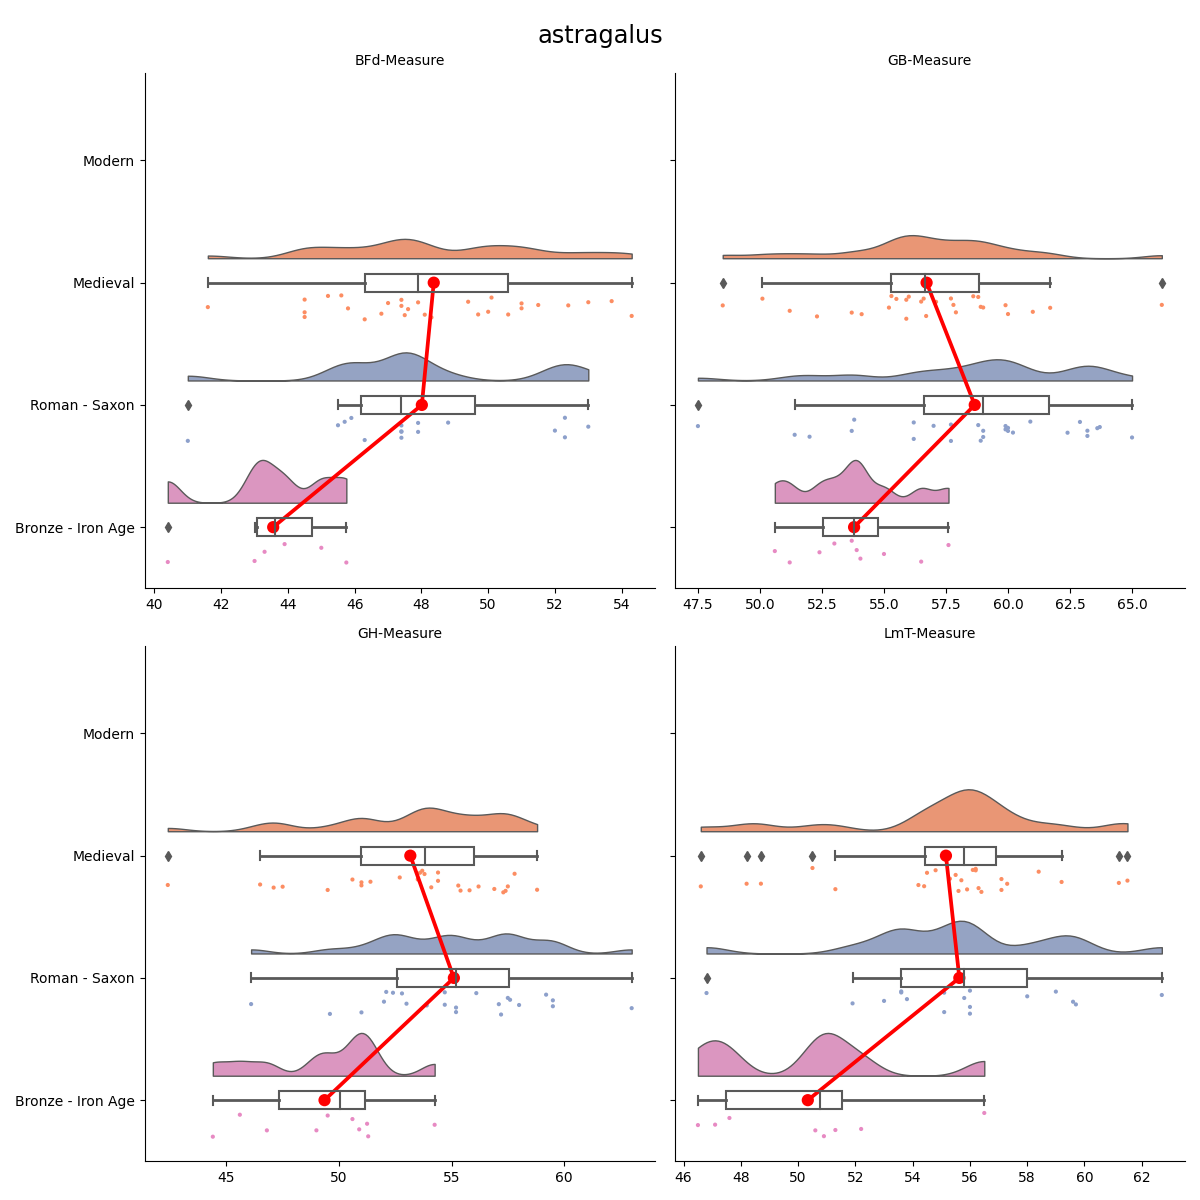 astragalus
BFd-Measure
GB-Measure
Modern
Medieval
Roman - Saxon
Bronze - Iron Age
40 42 44 46 48 50 52 54
47.5 50.0 52.5 55.0 57.5 60.0 62.5 65.0
GH-Measure
LmT-Measure
Modern
Medieval
Roman - Saxon
Bronze - Iron Age
45 50 55 60
46 48 50 52 54 56 58 60 62